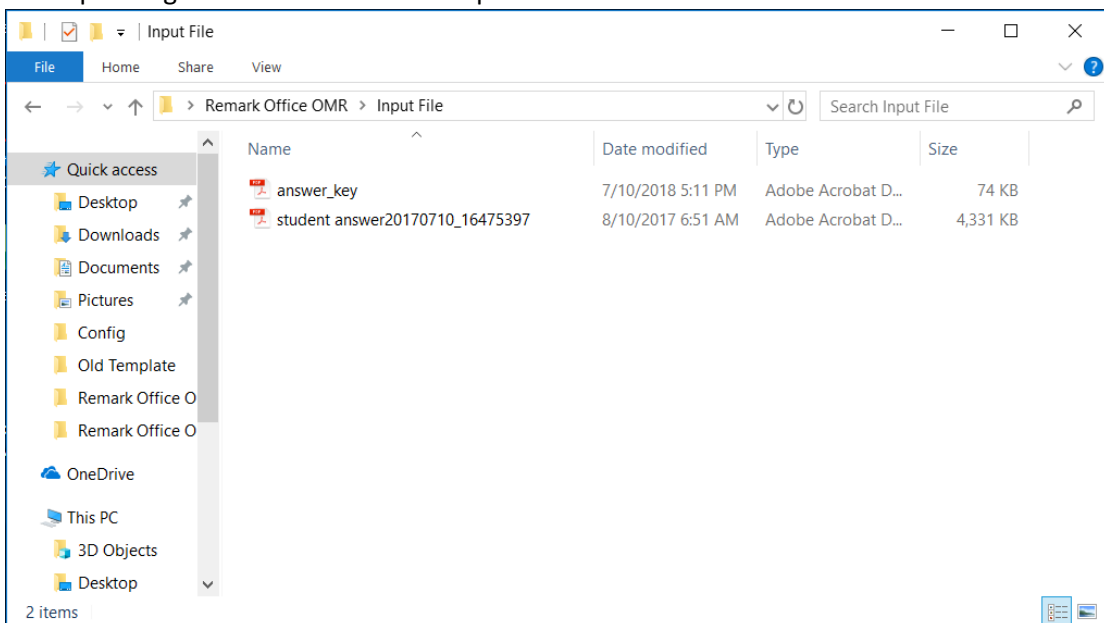 Input File
File Home Share View
Remark Office OMR > Input File Search Input File
Name Date modified Type Size
Quick access
answer_key 7/10/2018 5:11 PM Adobe Acrobat D... 74 KB
Desktop
student answer20170710_16475397 8/10/2017 6:51 AM Adobe Acrobat D... 4,331 KB
Downloads
Documents
Pictures
Config
Old Template
Remark Office O
Remark Office O
OneDrive
This PC
3D Objects
Desktop
2 items